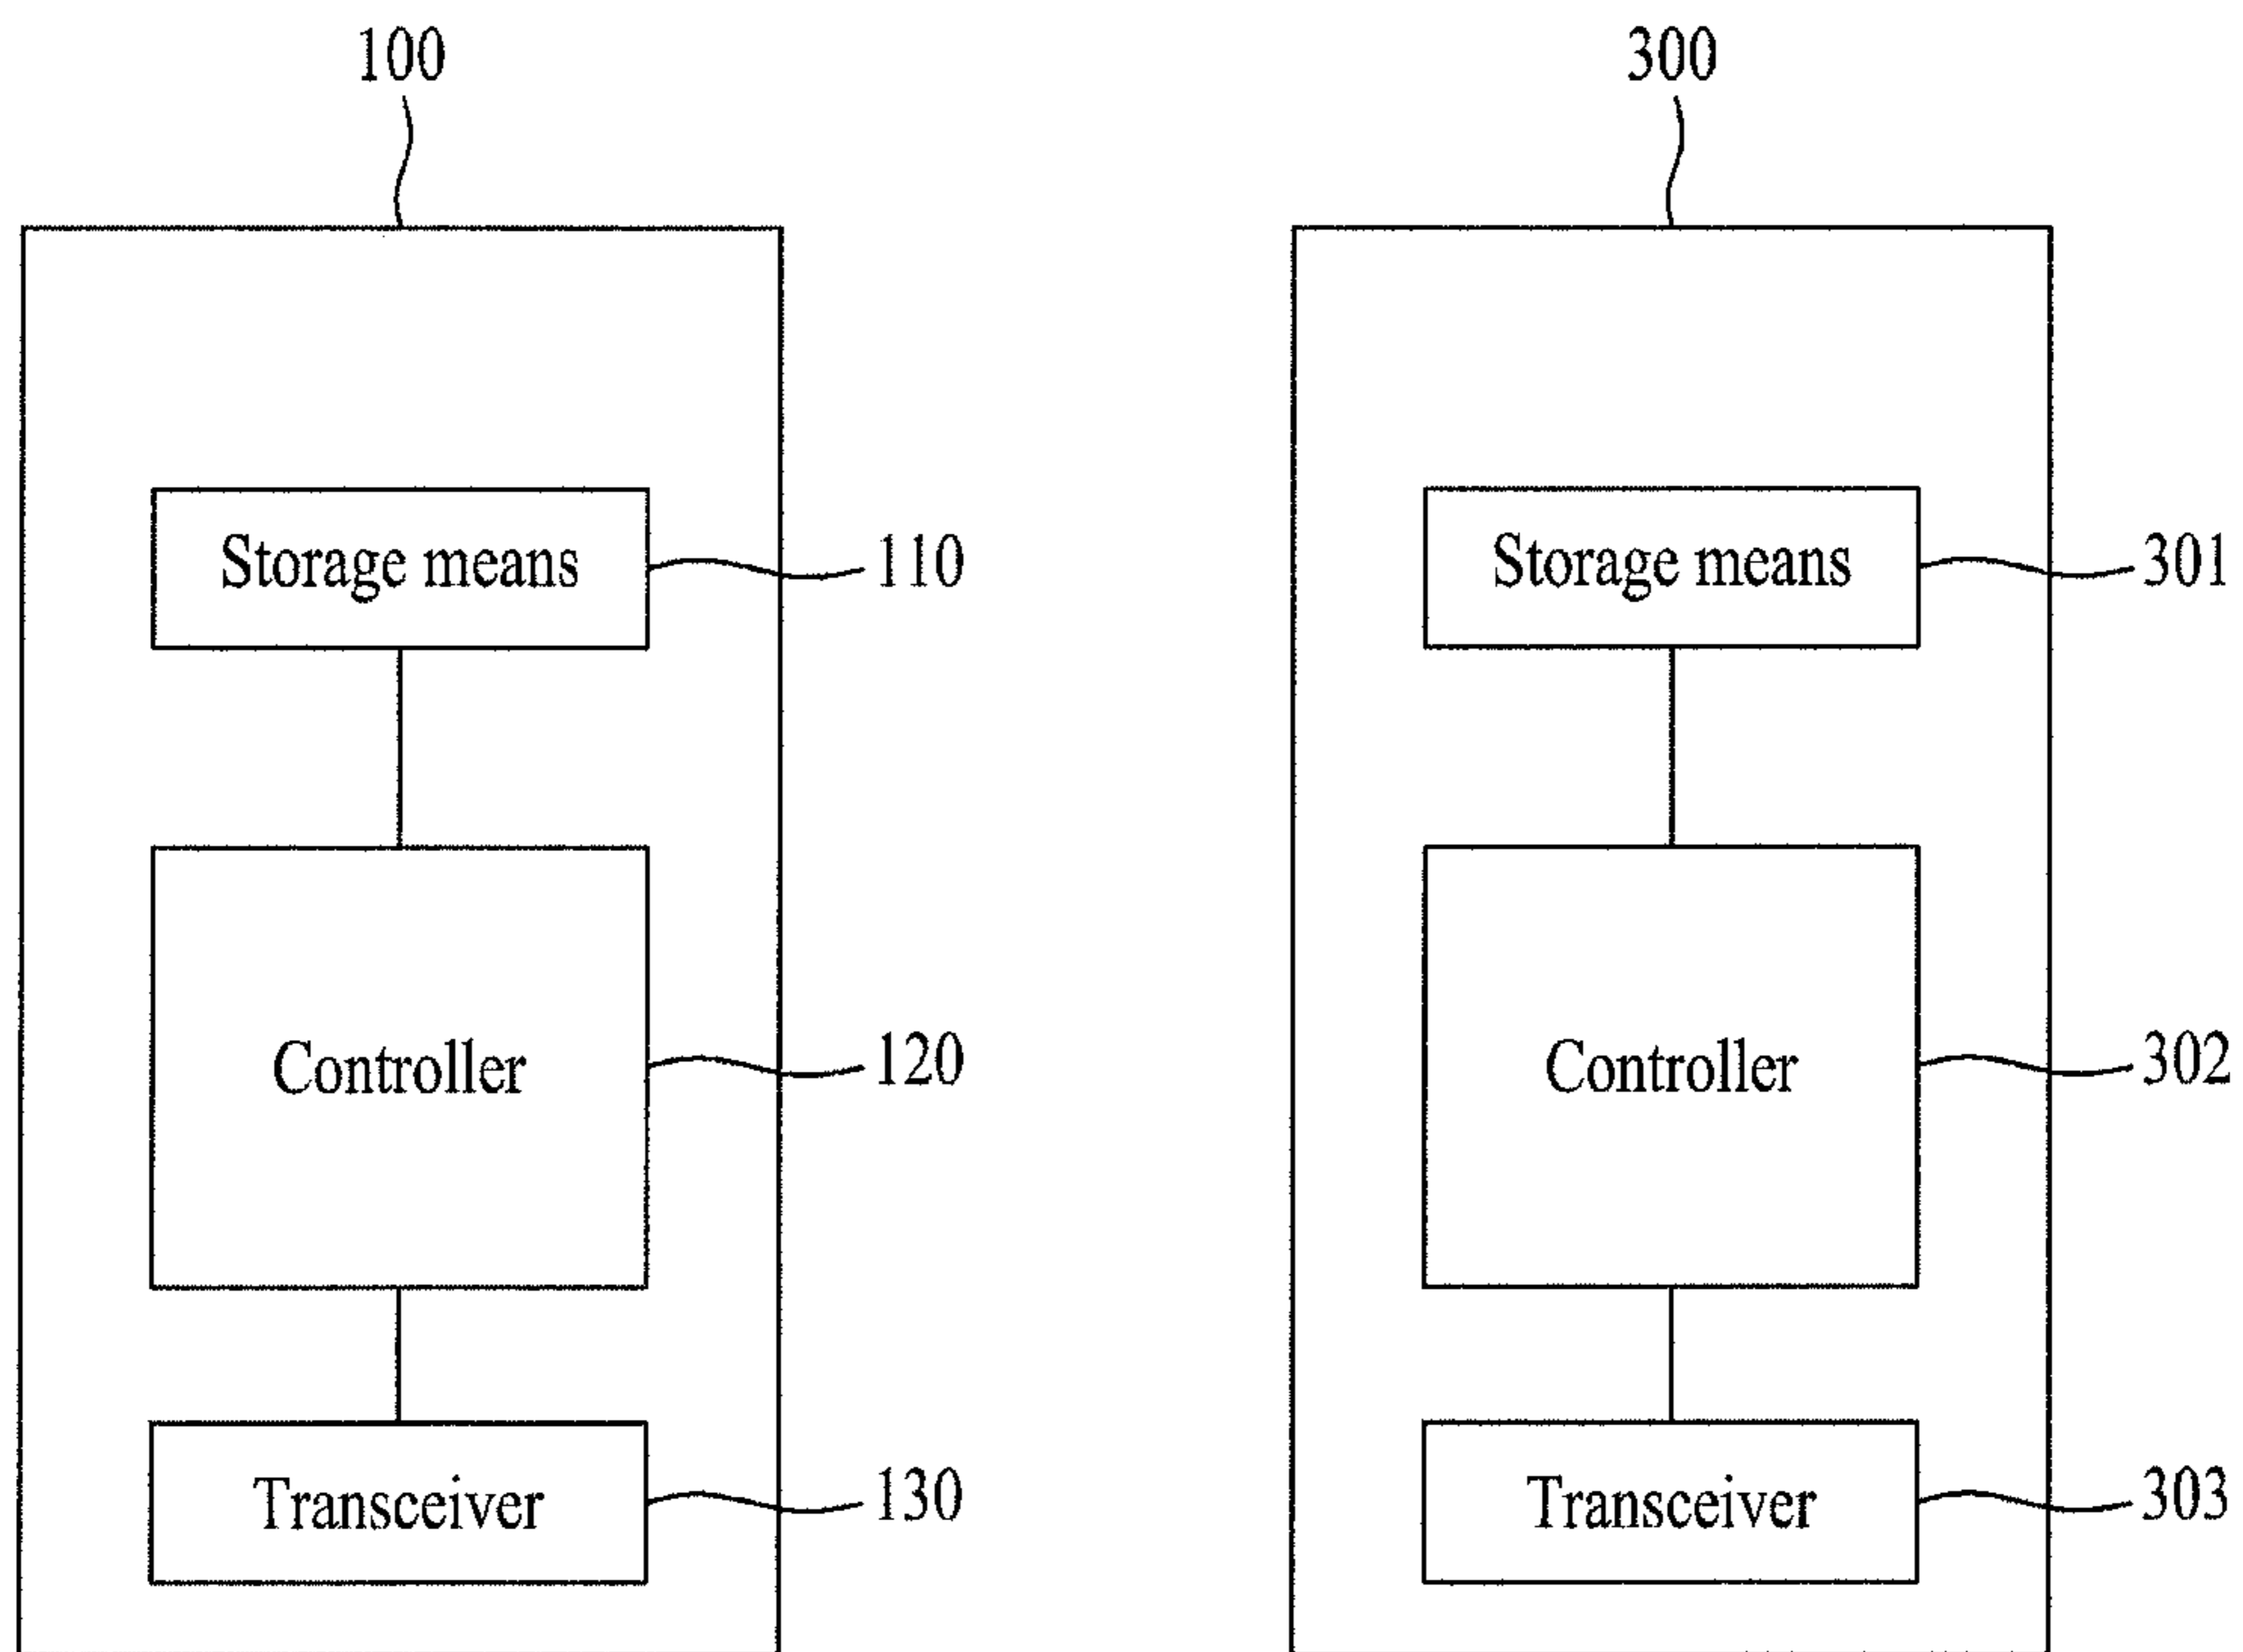 100
300
Storage means
110
Storage means
301
Controller
120
Controller
302
Transceiver
130
Transceiver
303